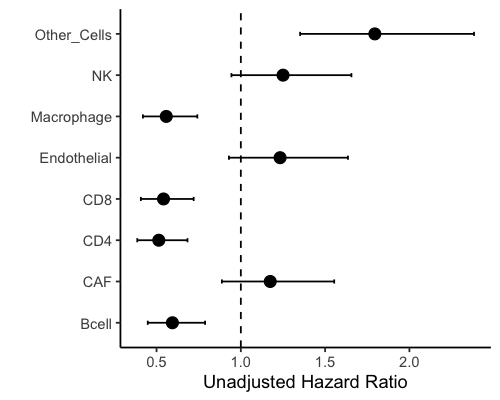 Other_Cells
NK
Macrophage
Endothelial
CD8
CD4
CAF
Bcell
0.5 1.0 1.5 2.0
Unadjusted Hazard Ratio